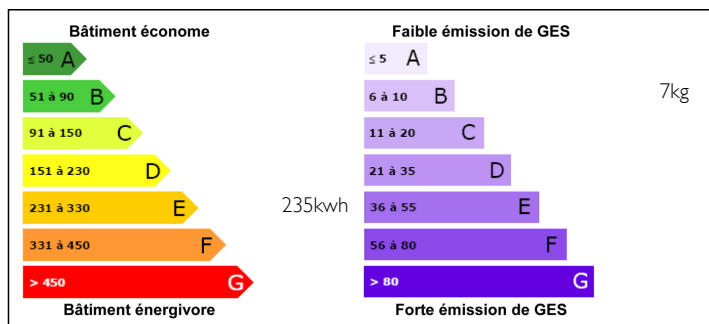 Bâtiment économe
≤ 50 A
51 à 90 B
91 à 150 C
151 à 230 D
231 à 330 E
235kwh
331 à 450 F
> 450 G
Bâtiment énergivore
Faible émission de GES
≤ 5 A
6 à 10 B
7kg
11 à 20 C
21 à 35 D
36 à 55 E
56 à 80 F
> 80 G
Forte émission de GES